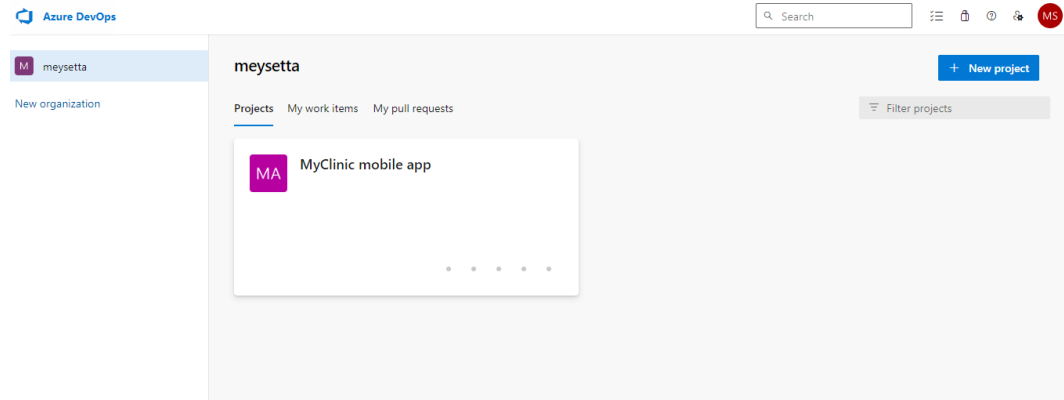 Azure DevOps
Search
MS
M meysetta
New organization
meysetta
+ New project
Projects My work items My pull requests
Filter projects
MA MyClinic mobile app